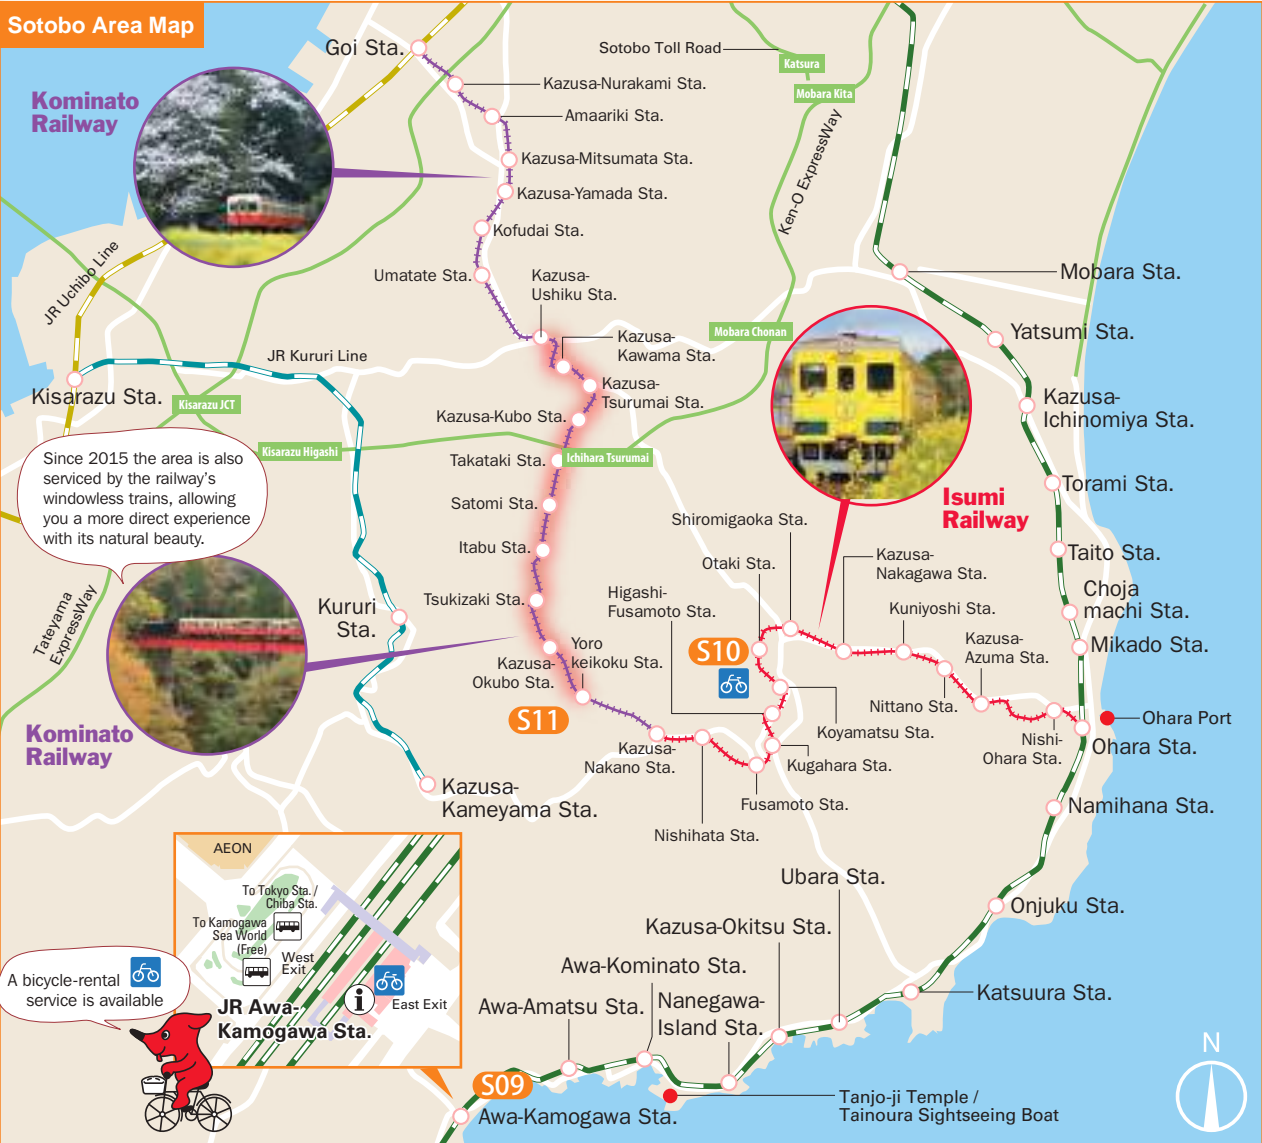 Sotobo Area Map
Goi Sta.
Sotobo Toll Road
Katsura
Mobara Kita
Kazusa-Nurakami Sta.
Kominato
Railway
Amaariki Sta.
Kazusa-Mitsumata Sta.
Kazusa-Yamada Sta.
Ken-O ExpressWay
Kofudai Sta.
JR Uchibo Line
Umatate Sta.
Kazusa-
Ushiku Sta.
Mobara Sta.
Mobara Chonan
Yatsumi Sta.
Kazusa-
Kawama Sta.
JR Kururi Line
Kisarazu Sta.
Kisarazu JCT
Kazusa-
Tsurumai Sta.
Kazusa-
Ichinomiya Sta.
Kazusa-Kubo Sta.
Kisarazu Higashi
Takataki Sta.
Ichihara Tsurumai
Since 2015 the area is also
serviced by the railway's
windowless trains, allowing
you a more direct experience
with its natural beauty.
Torami Sta.
Satomi Sta.
Isumi
Railway
Shiromigaoka Sta.
Itabu Sta.
Taito Sta.
Otaki Sta.
Kazusa-
Nakagawa Sta.
Choja
machi Sta.
Tsukizaki Sta.
Higashi-
Fusamoto Sta.
Kuniyoshi Sta.
Kururi
Sta.
Tateyama
ExpressWay
Mikado Sta.
S10
Yoro
keikoku Sta.
Kazusa-
Azuma Sta.
Kazusa-
Okubo Sta.
Nittano Sta.
S11
Ohara Port
Kominato
Railway
Koyamatsu Sta.
Nishi-
Ohara Sta.
Ohara Sta.
Kazusa-
Nakano Sta.
Kugahara Sta.
Kazusa-
Kameyama Sta.
Fusamoto Sta.
Namihana Sta.
Nishihata Sta.
AEON
To Tokyo Sta. /
Chiba Sta.
To Kamogawa
Sea World
(Free)
West
Exit
East Exit
i
JR Awa-
Kamogawa Sta.
A bicycle-rental
service is available
Ubara Sta.
Onjuku Sta.
Kazusa-Okitsu Sta.
Awa-Kominato Sta.
Katsuura Sta.
Awa-Amatsu Sta.
Nanegawa-
Island Sta.
N
S09
Awa-Kamogawa Sta.
Tanjo-ji Temple /
Tainoura Sightseeing Boat